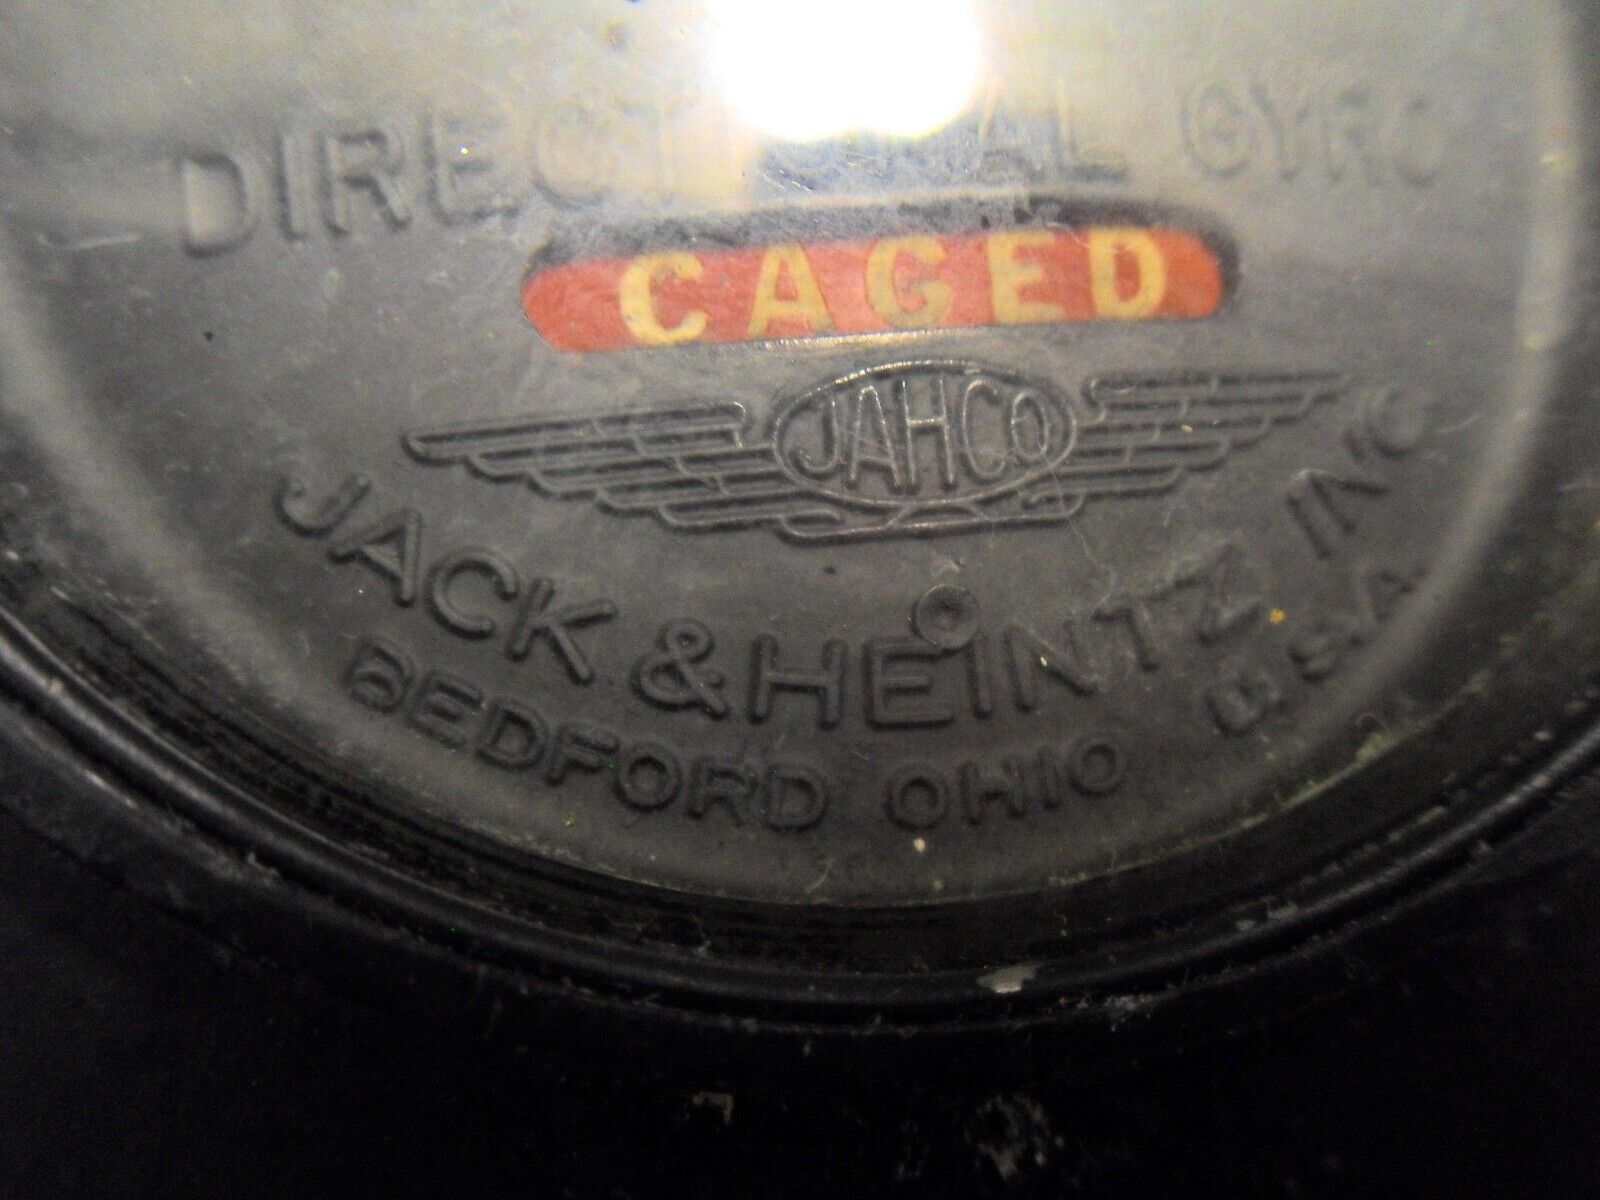 DIRECTIONAL GYRO
CAGED
JAHCO
JACK & HEINTZ INC
BEDFORD OHIO U.S.A.